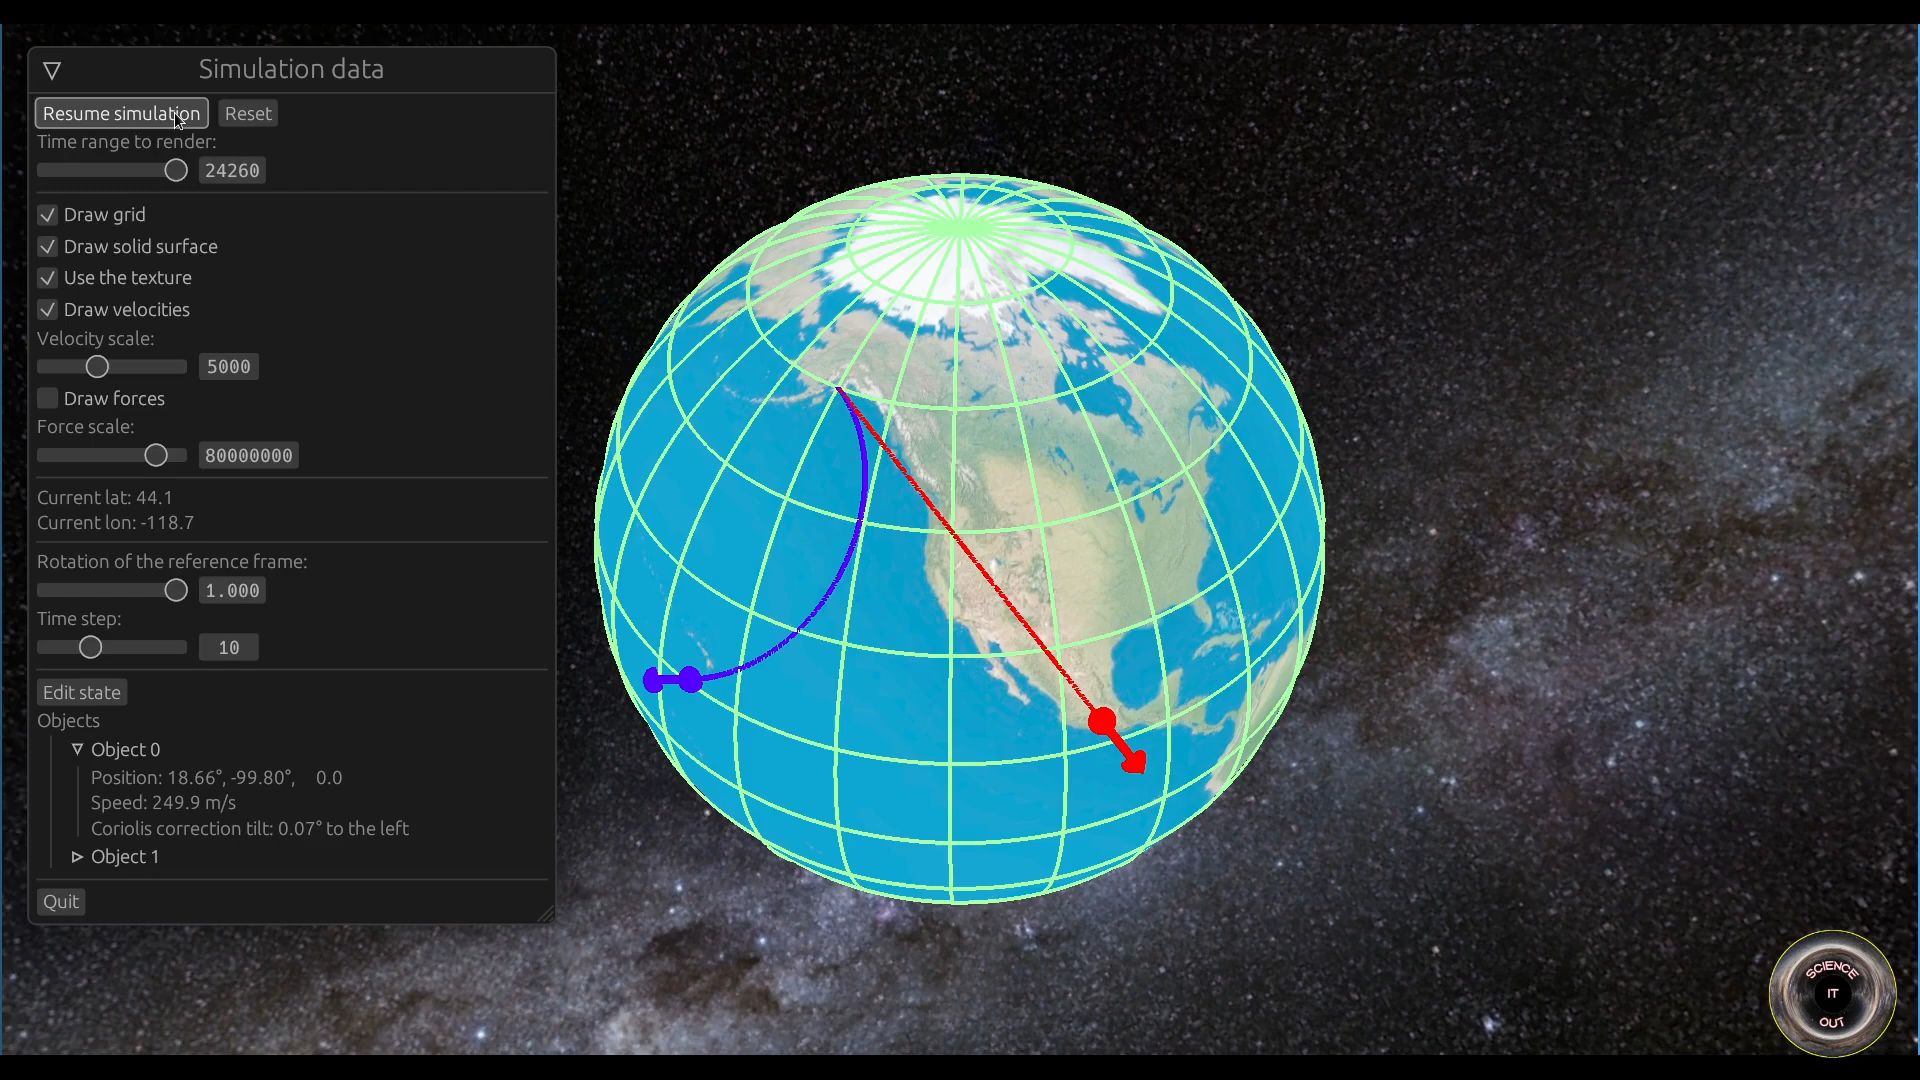 Simulation data
Resume simulation Reset
Time range to render:
24260
Draw grid
Draw solid surface
Use the texture
Draw velocities
Velocity scale:
5000
Draw forces
Force scale:
80000000
Current lat: 44.1
Current lon: -118.7
Rotation of the reference frame:
1.000
Time step:
10
Edit state
Objects
Object 0
Position: 18.66°, -99.80°, 0.0
Speed: 249.9 m/s
Coriolis correction tilt: 0.07° to the left
Object 1
Quit
SCIENCE
IT
OUT